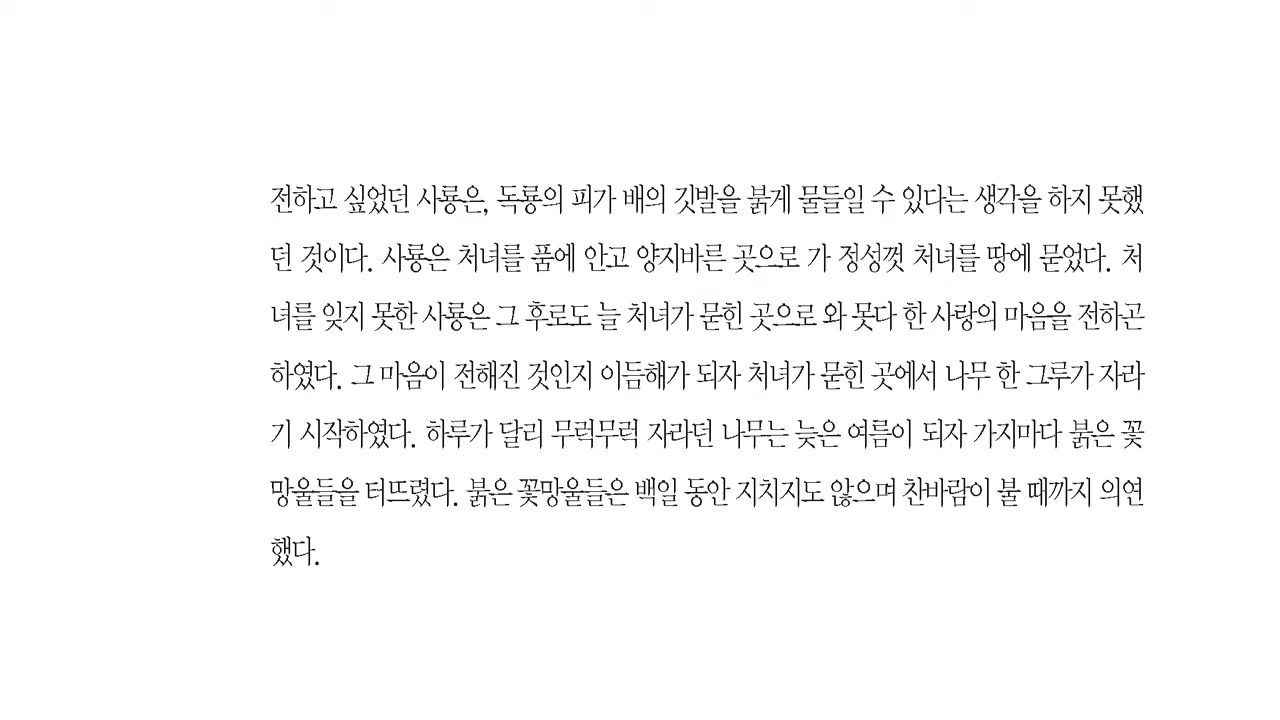 전하고 싶었던 사룡은, 독룡의 피가 배의 깃발을 붉게 물들일 수 있다는 생각을 하지 못했
던 것이다. 사룡은 처녀를 품에 안고 양지바른 곳으로 가 정성껏 처녀를 땅에 묻었다. 처
녀를 잊지 못한 사룡은 그 후로도 늘 처녀가 묻힌 곳으로 와 못다 한 사랑의 마음을 전하곤
하였다. 그 마음이 전해진 것인지 이듬해가 되자 처녀가 묻힌 곳에서 나무 한 그루가 자라
기 시작하였다. 하루가 달리 무럭무럭 자라던 나무는 늦은 여름이 되자 가지마다 붉은 꽃
망울들을 터뜨렸다. 붉은 꽃망울들은 백일 동안 지치지도 않으며 찬바람이 불 때까지 의연
했다.